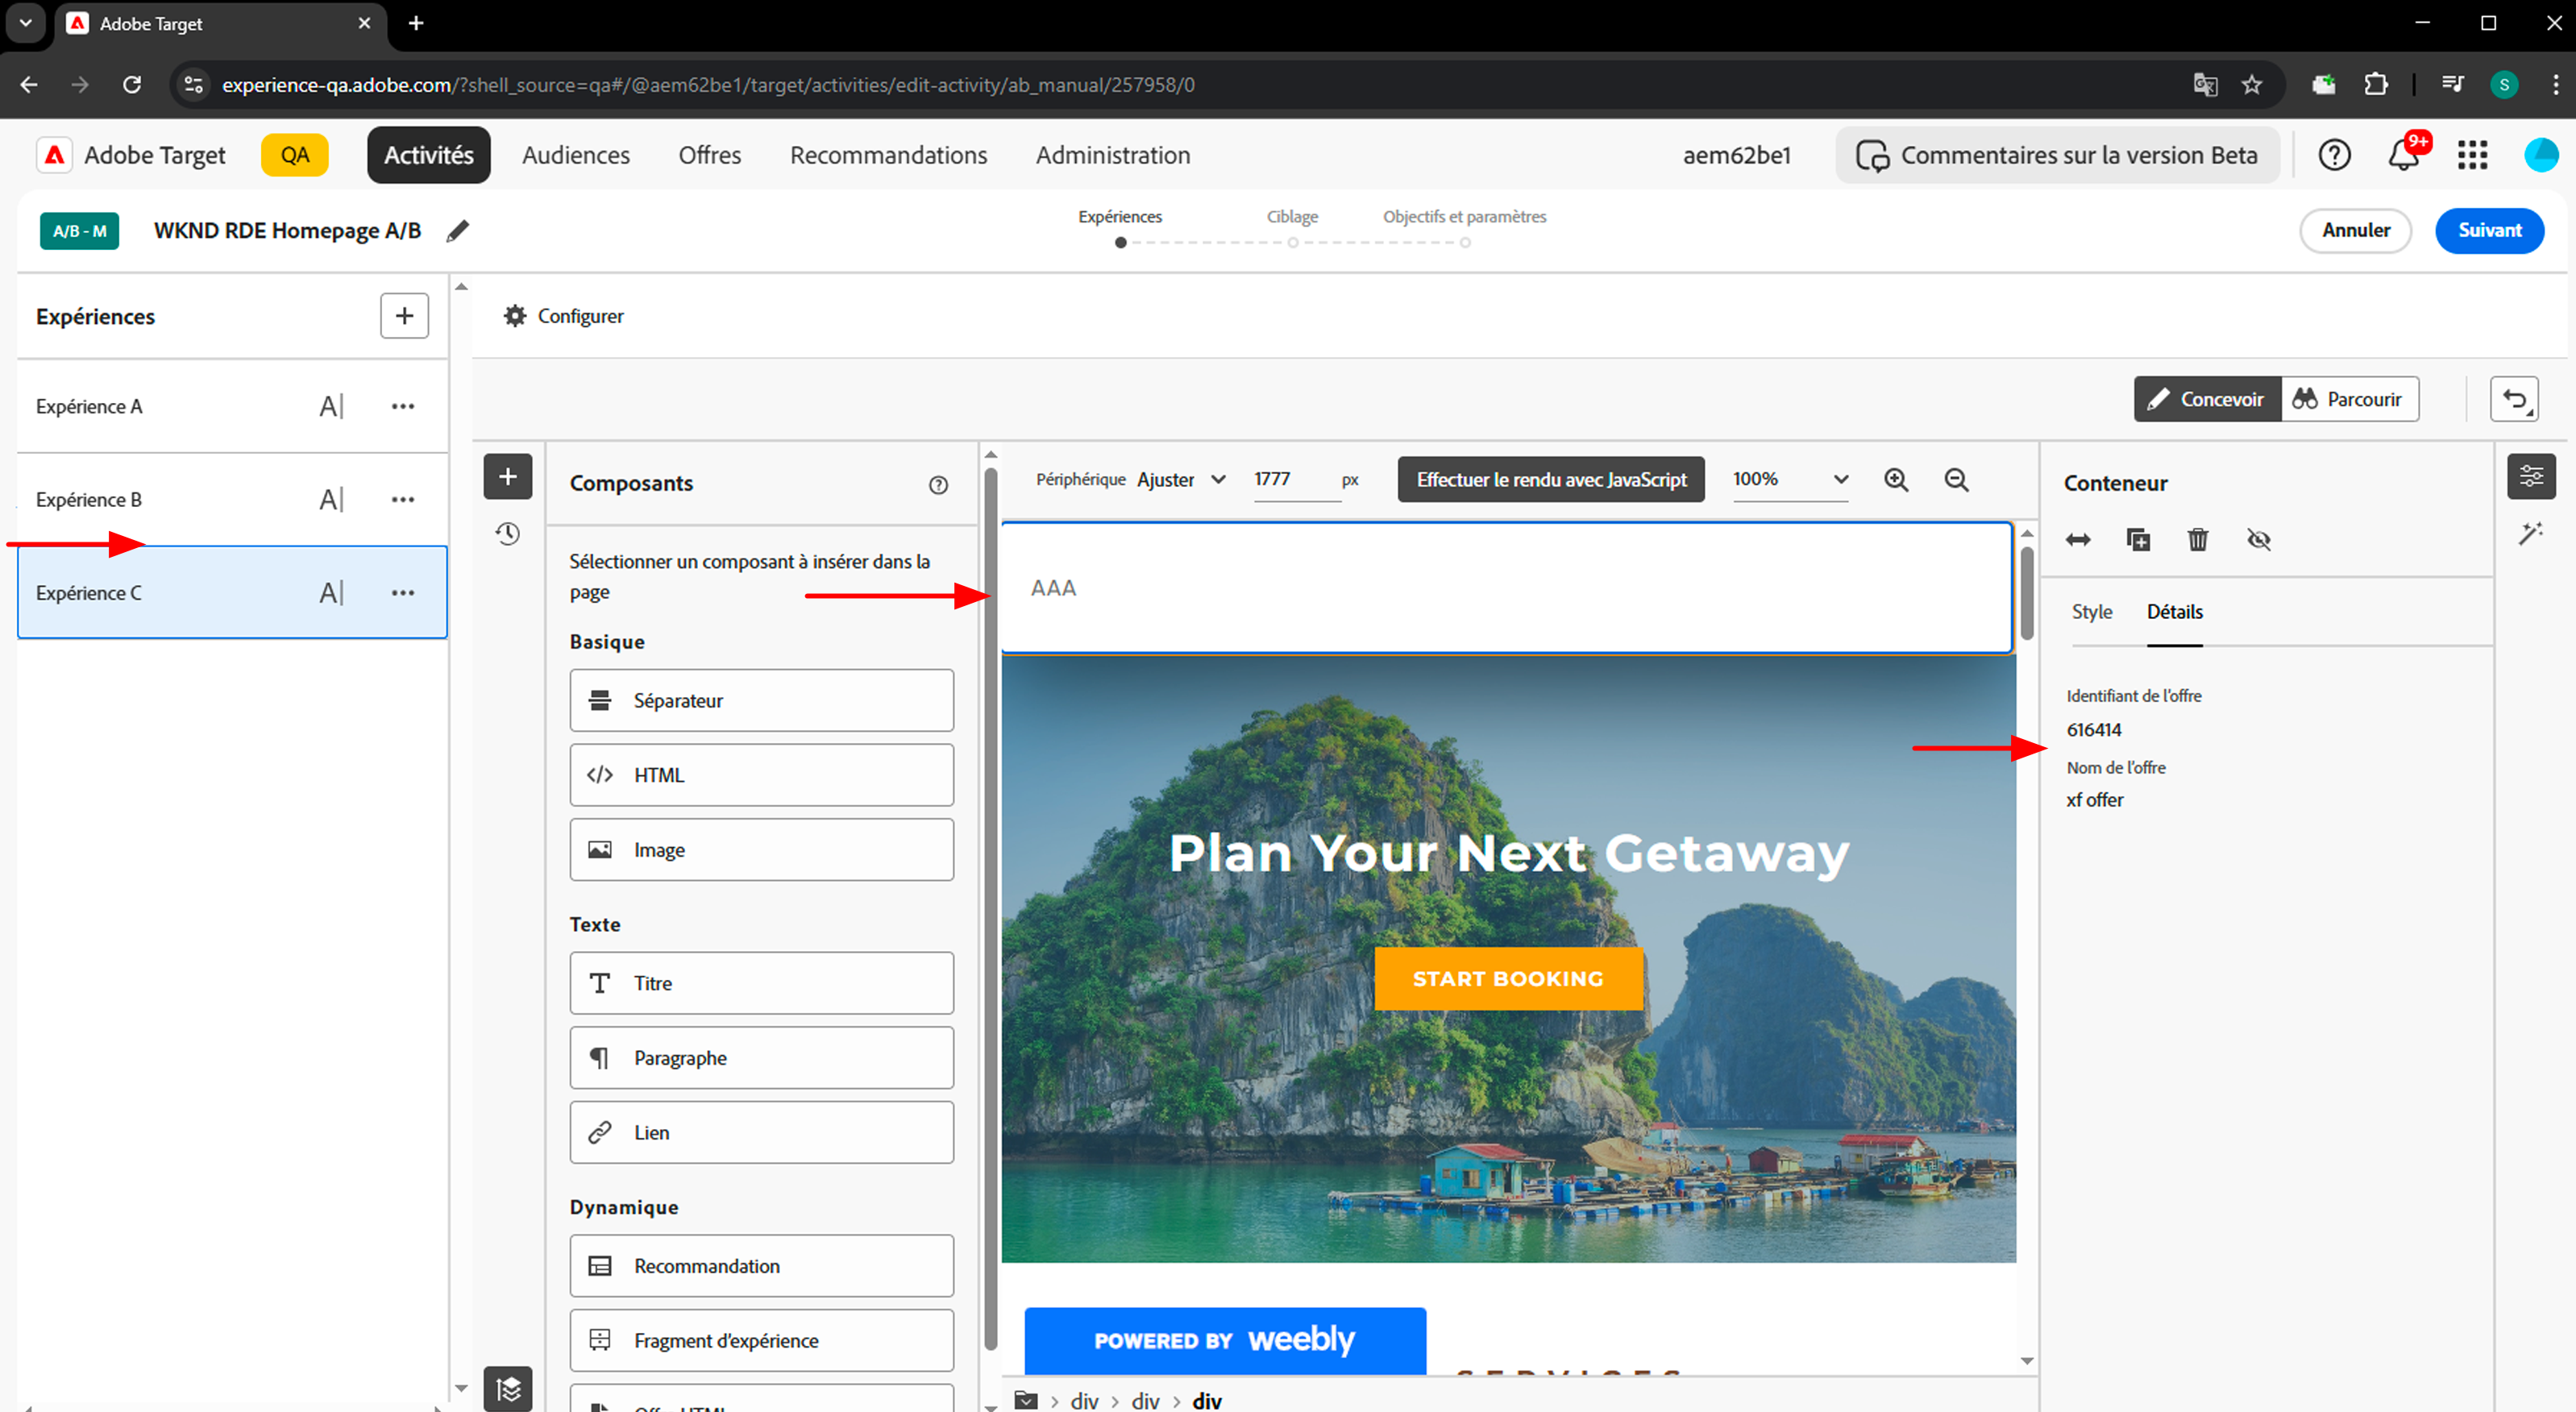 Adobe Target
experience-qa.adobe.com/?shell_source=qa#/@aem62be1/target/activities/edit-activity/ab_manual/257958/0
S
Adobe Target
QA
Activités
Audiences
Offres
Recommandations
Administration
aem62be1
Commentaires sur la version Beta
9+
A/B - M
WKND RDE Homepage A/B
Expériences
Ciblage
Objectifs et paramètres
Annuler
Suivant
Expériences
Configurer
Expérience A
Expérience B
Expérience C
Concevoir
Parcourir
Composants
Sélectionner un composant à insérer dans la
page
Basique
Séparateur
HTML
Image
Texte
Titre
Paragraphe
Lien
Dynamique
Recommandation
Fragment d'expérience
Périphérique
Ajuster
1777
px
Effectuer le rendu avec JavaScript
100%
AAA
Plan Your Next Getaway
START BOOKING
POWERED BY weebly
SERVICES
div
div
div
Conteneur
Style
Détails
Identifiant de l'offre
616414
Nom de l'offre
xf offer